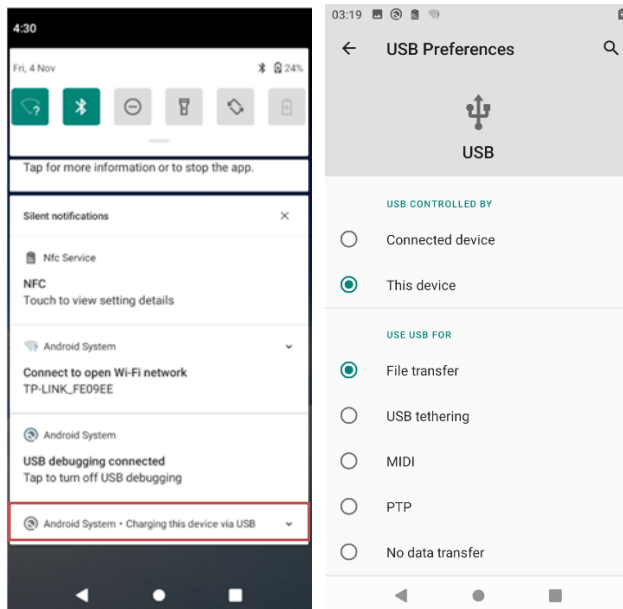 4:30
Fri, 4 Nov
24%
Tap for more information or to stop the app.
Silent notifications
Nfc Service
NFC
Touch to view setting details
Android System
Connect to open Wi-Fi network
TP-LINK_FE09EE
Android System
USB debugging connected
Tap to turn off USB debugging
Android System • Charging this device via USB
03:19
USB Preferences
USB
USB CONTROLLED BY
Connected device
This device
USE USB FOR
File transfer
USB tethering
MIDI
PTP
No data transfer